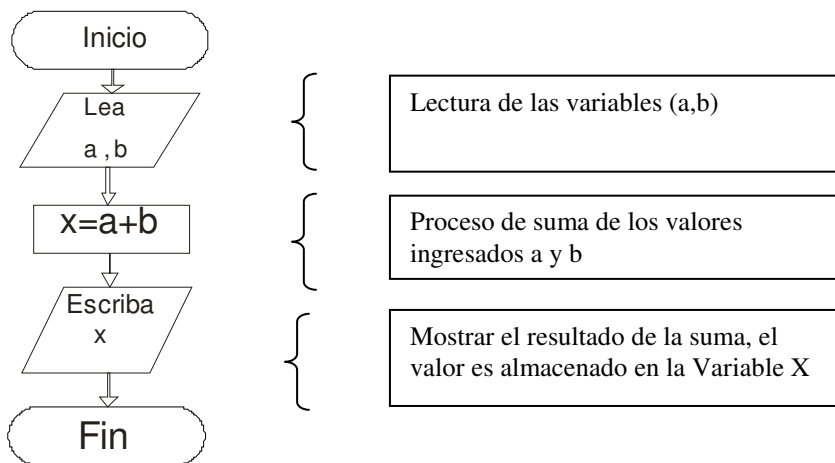 Inicio
Lea
a , b
Lectura de las variables (a,b)
x=a+b
Proceso de suma de los valores
ingresados a y b
Escriba
x
Mostrar el resultado de la suma, el
valor es almacenado en la Variable X
Fin